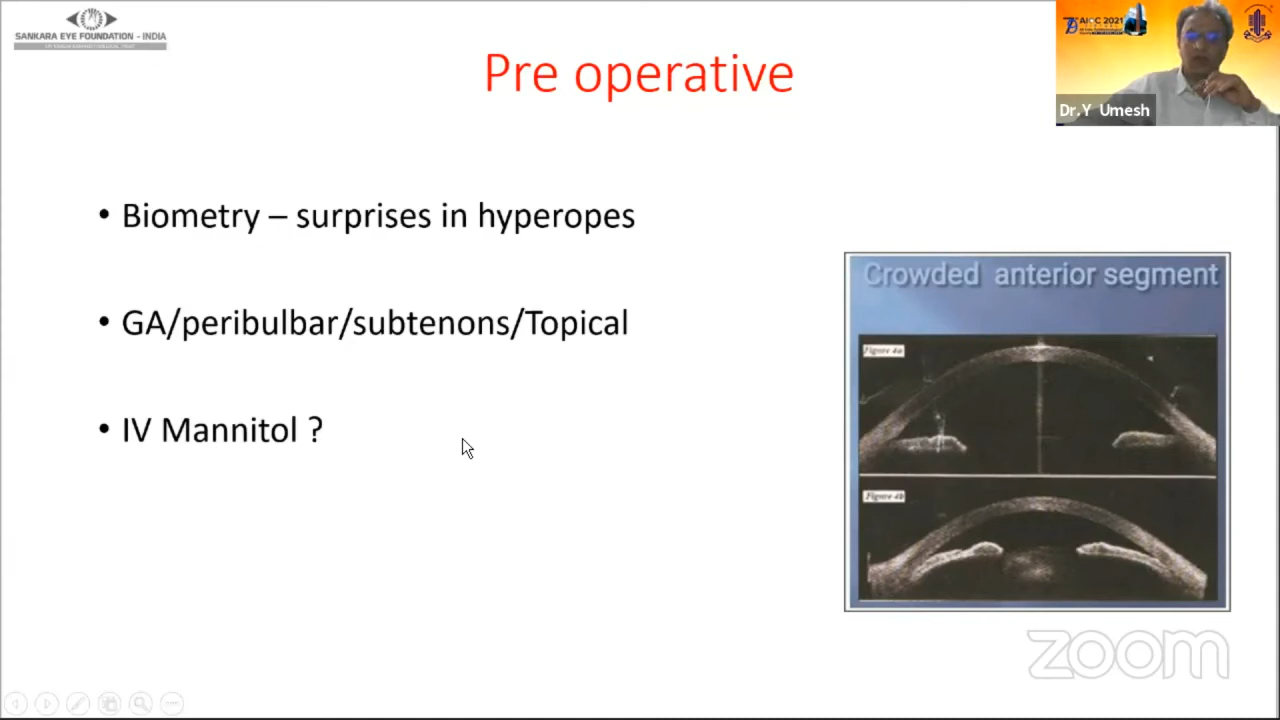 SANKARA EYE FOUNDATION - INDIA
Pre operative
AIOC 2021
Dr.Y Umesh
• Biometry – surprises in hyperopes
• GA/peribulbar/subtenons/Topical
• IV Mannitol ?
Crowded anterior segment
Figure 4a
Figure 4b
zoom